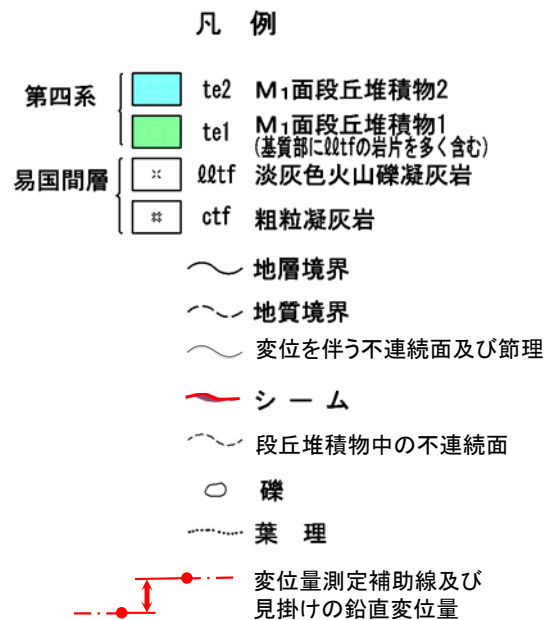 凡 例
第四系
te2 M₁面段丘堆積物2
te1 M₁面段丘堆積物1
(基質部にℓℓtfの岩片を多く含む)
易国間層
ℓℓtf 淡灰色火山礫凝灰岩
ctf 粗粒凝灰岩
地層境界
地質境界
変位を伴う不連続面及び節理
シ ー ム
段丘堆積物中の不連続面
礫
葉 理
変位量測定補助線及び
見掛けの鉛直変位量